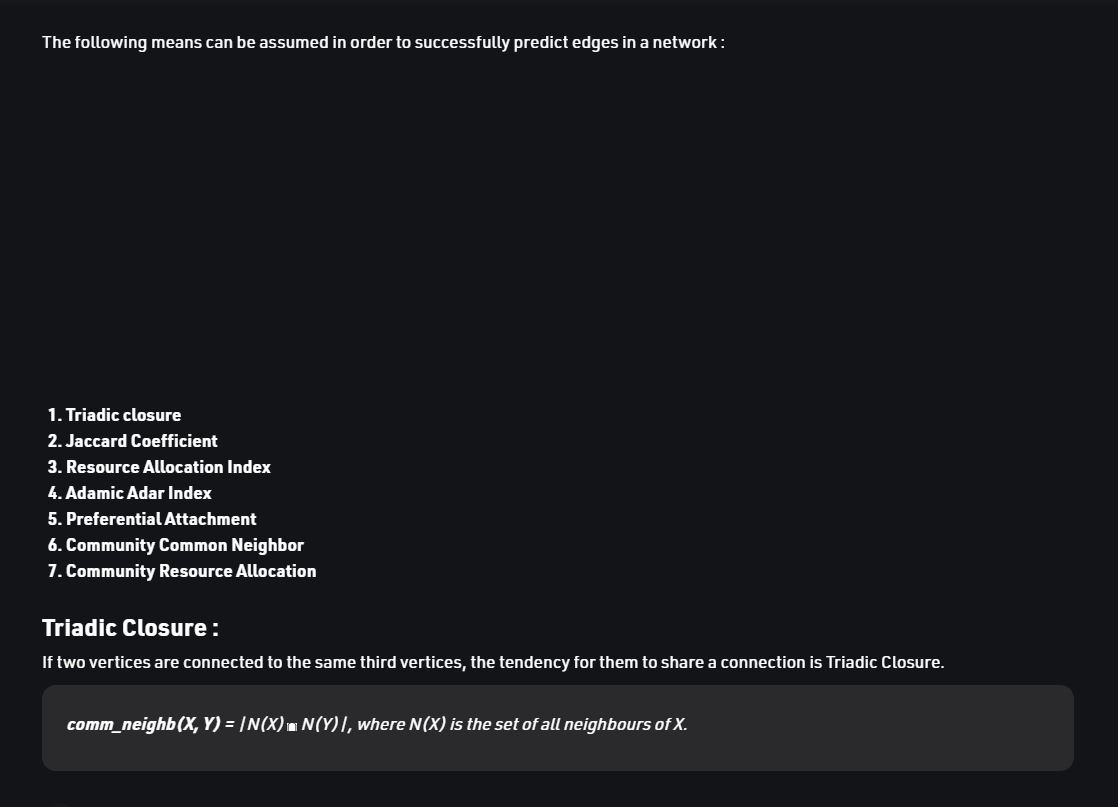 The following means can be assumed in order to successfully predict edges in a network :
1. Triadic closure
2. Jaccard Coefficient
3. Resource Allocation Index
4. Adamic Adar Index
5. Preferential Attachment
6. Community Common Neighbor
7. Community Resource Allocation
Triadic Closure :
If two vertices are connected to the same third vertices, the tendency for them to share a connection is Triadic Closure.
comm_neighb(X, Y) = |N(X) ∩ N(Y)|, where N(X) is the set of all neighbours of X.